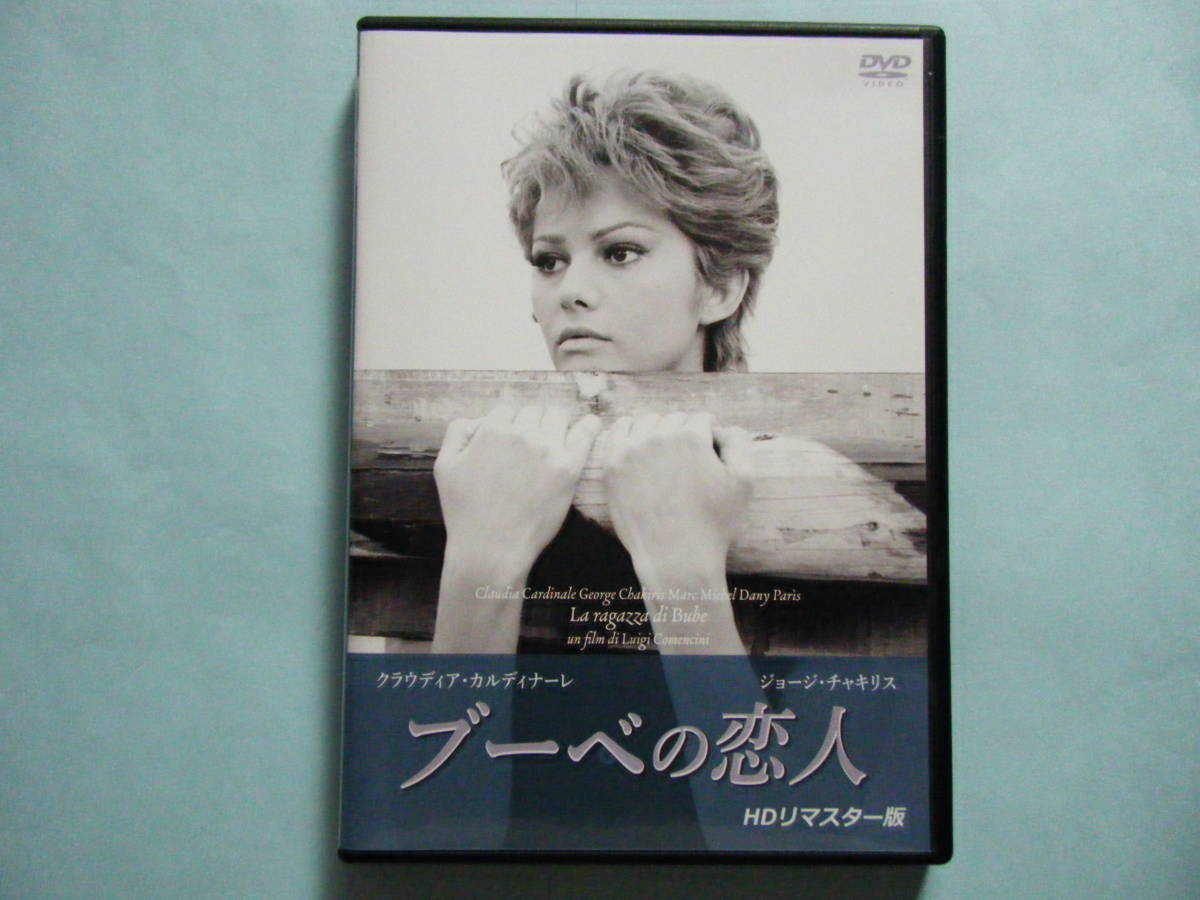 DVD
VIDEO
Claudia Cardinale George Chakiris Marc Michel Dany Paris
La ragazza di Bube
un film di Luigi Comencini
クラウディア・カルディナーレ ジョージ・チャキリス
ブーベの恋人
HDリマスター版